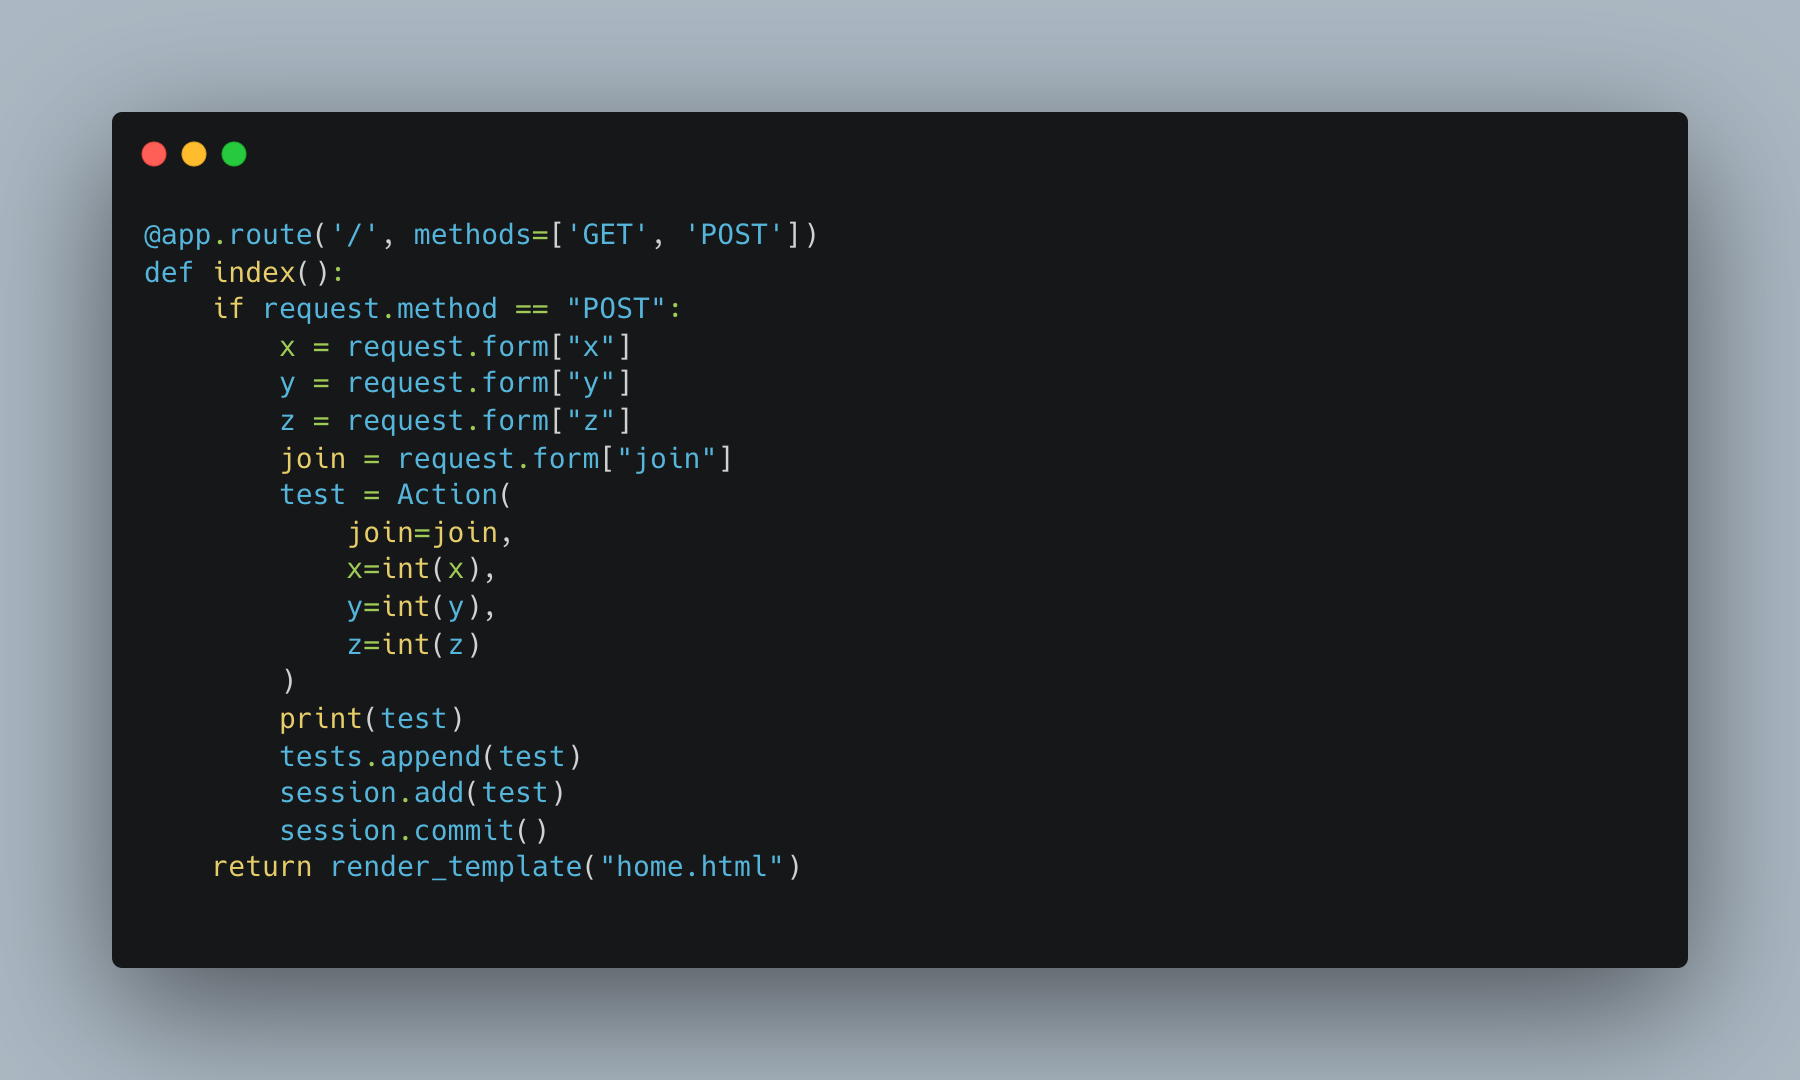 @app.route('/', methods=['GET', 'POST'])
def index():
    if request.method == "POST":
        x = request.form["x"]
        y = request.form["y"]
        z = request.form["z"]
        join = request.form["join"]
        test = Action(
            join=join,
            x=int(x),
            y=int(y),
            z=int(z)
        )
        print(test)
        tests.append(test)
        session.add(test)
        session.commit()
    return render_template("home.html")